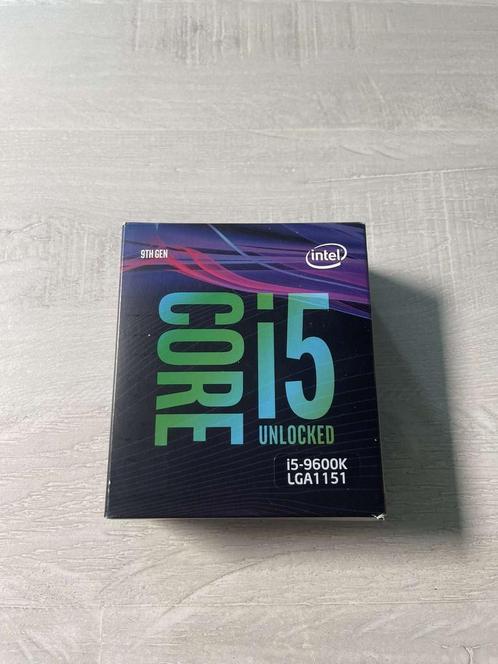 9TH GEN
intel
CORE
i5
UNLOCKED
i5-9600K
LGA1151